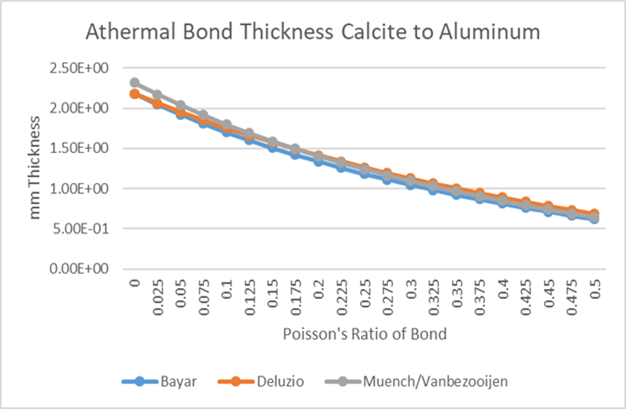 Athermal Bond Thickness Calcite to Aluminum
2.50E+00
2.00E+00
1.50E+00
1.00E+00
5.00E-01
0.00E+00
mm Thickness
0
0.025
0.05
0.075
0.1
0.125
0.15
0.175
0.2
0.225
0.25
0.275
0.3
0.325
0.35
0.375
0.4
0.425
0.45
0.475
0.5
Poisson's Ratio of Bond
Bayar Deluzio Muench/Vanbezooijen